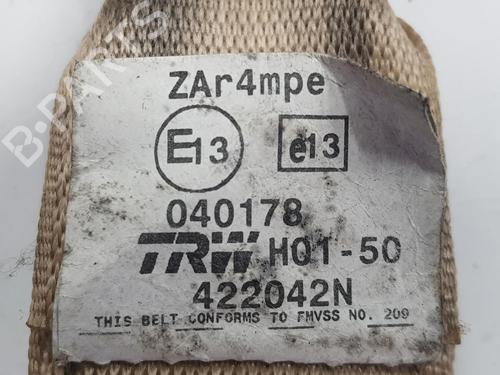 ZAr4mpe
E13 e13
040178
TRW H01-50
422042N
THIS BELT CONFORMS TO FMVSS NO. 209
B-PARTS